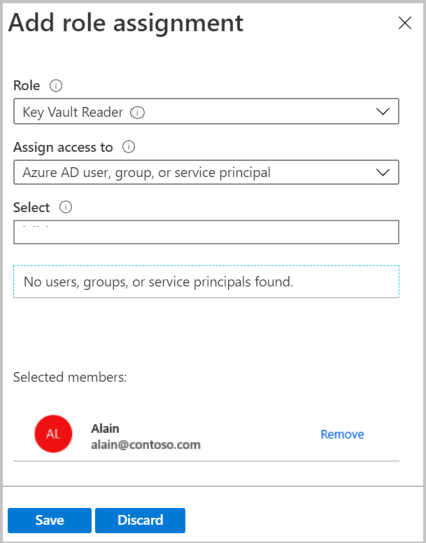 Add role assignment
Role
Key Vault Reader
Assign access to
Azure AD user, group, or service principal
Select
No users, groups, or service principals found.
Selected members:
AL
Alain
alain@contoso.com
Remove
Save
Discard